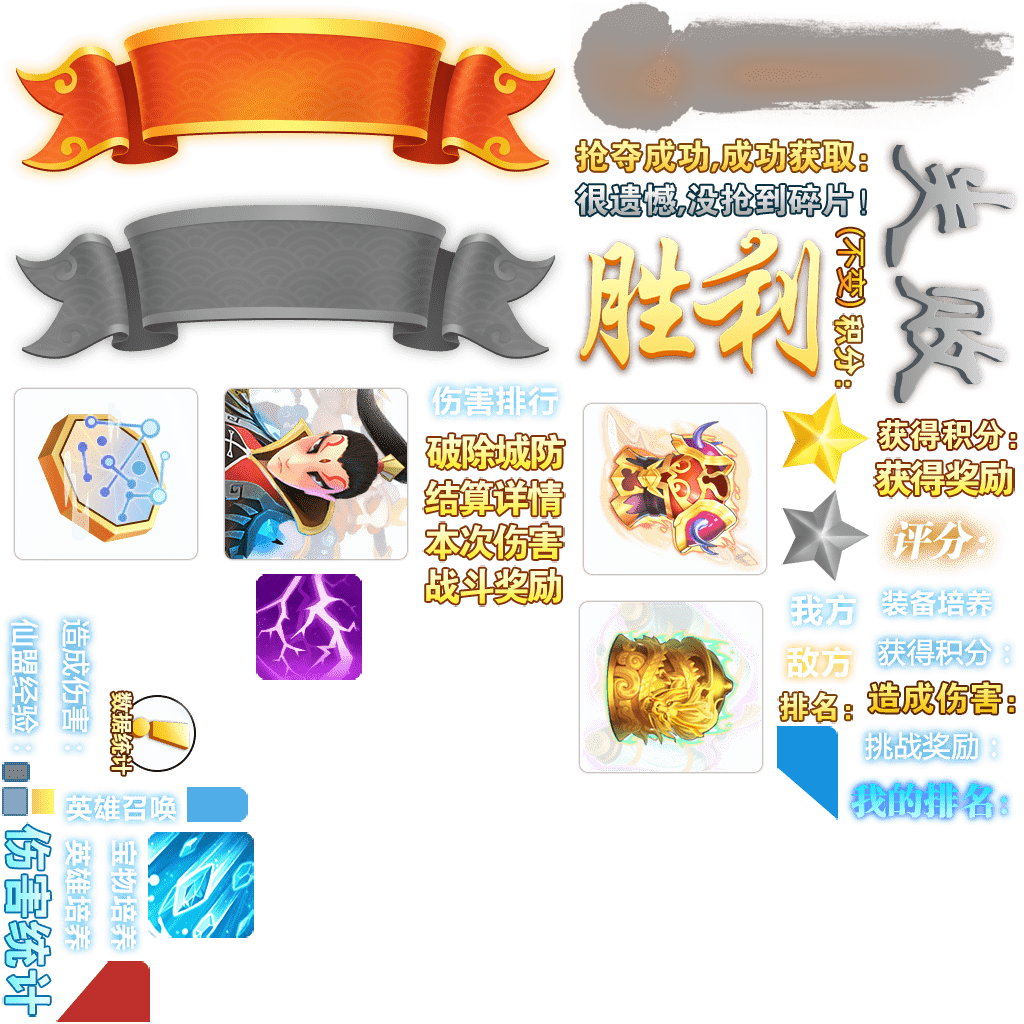 抢夺成功,成功获取：
很遗憾,没抢到碎片！
失败
胜利
(不变)积分：
伤害排行
破除城防
结算详情
本次伤害
战斗奖励
获得积分：
获得奖励
评分：
我方
装备培养
敌方
获得积分：
排名：
造成伤害：
挑战奖励：
我的排名：
仙盟经验：
造成伤害：
数据统计
英雄召唤
伤害统计
英雄培养
宝物培养